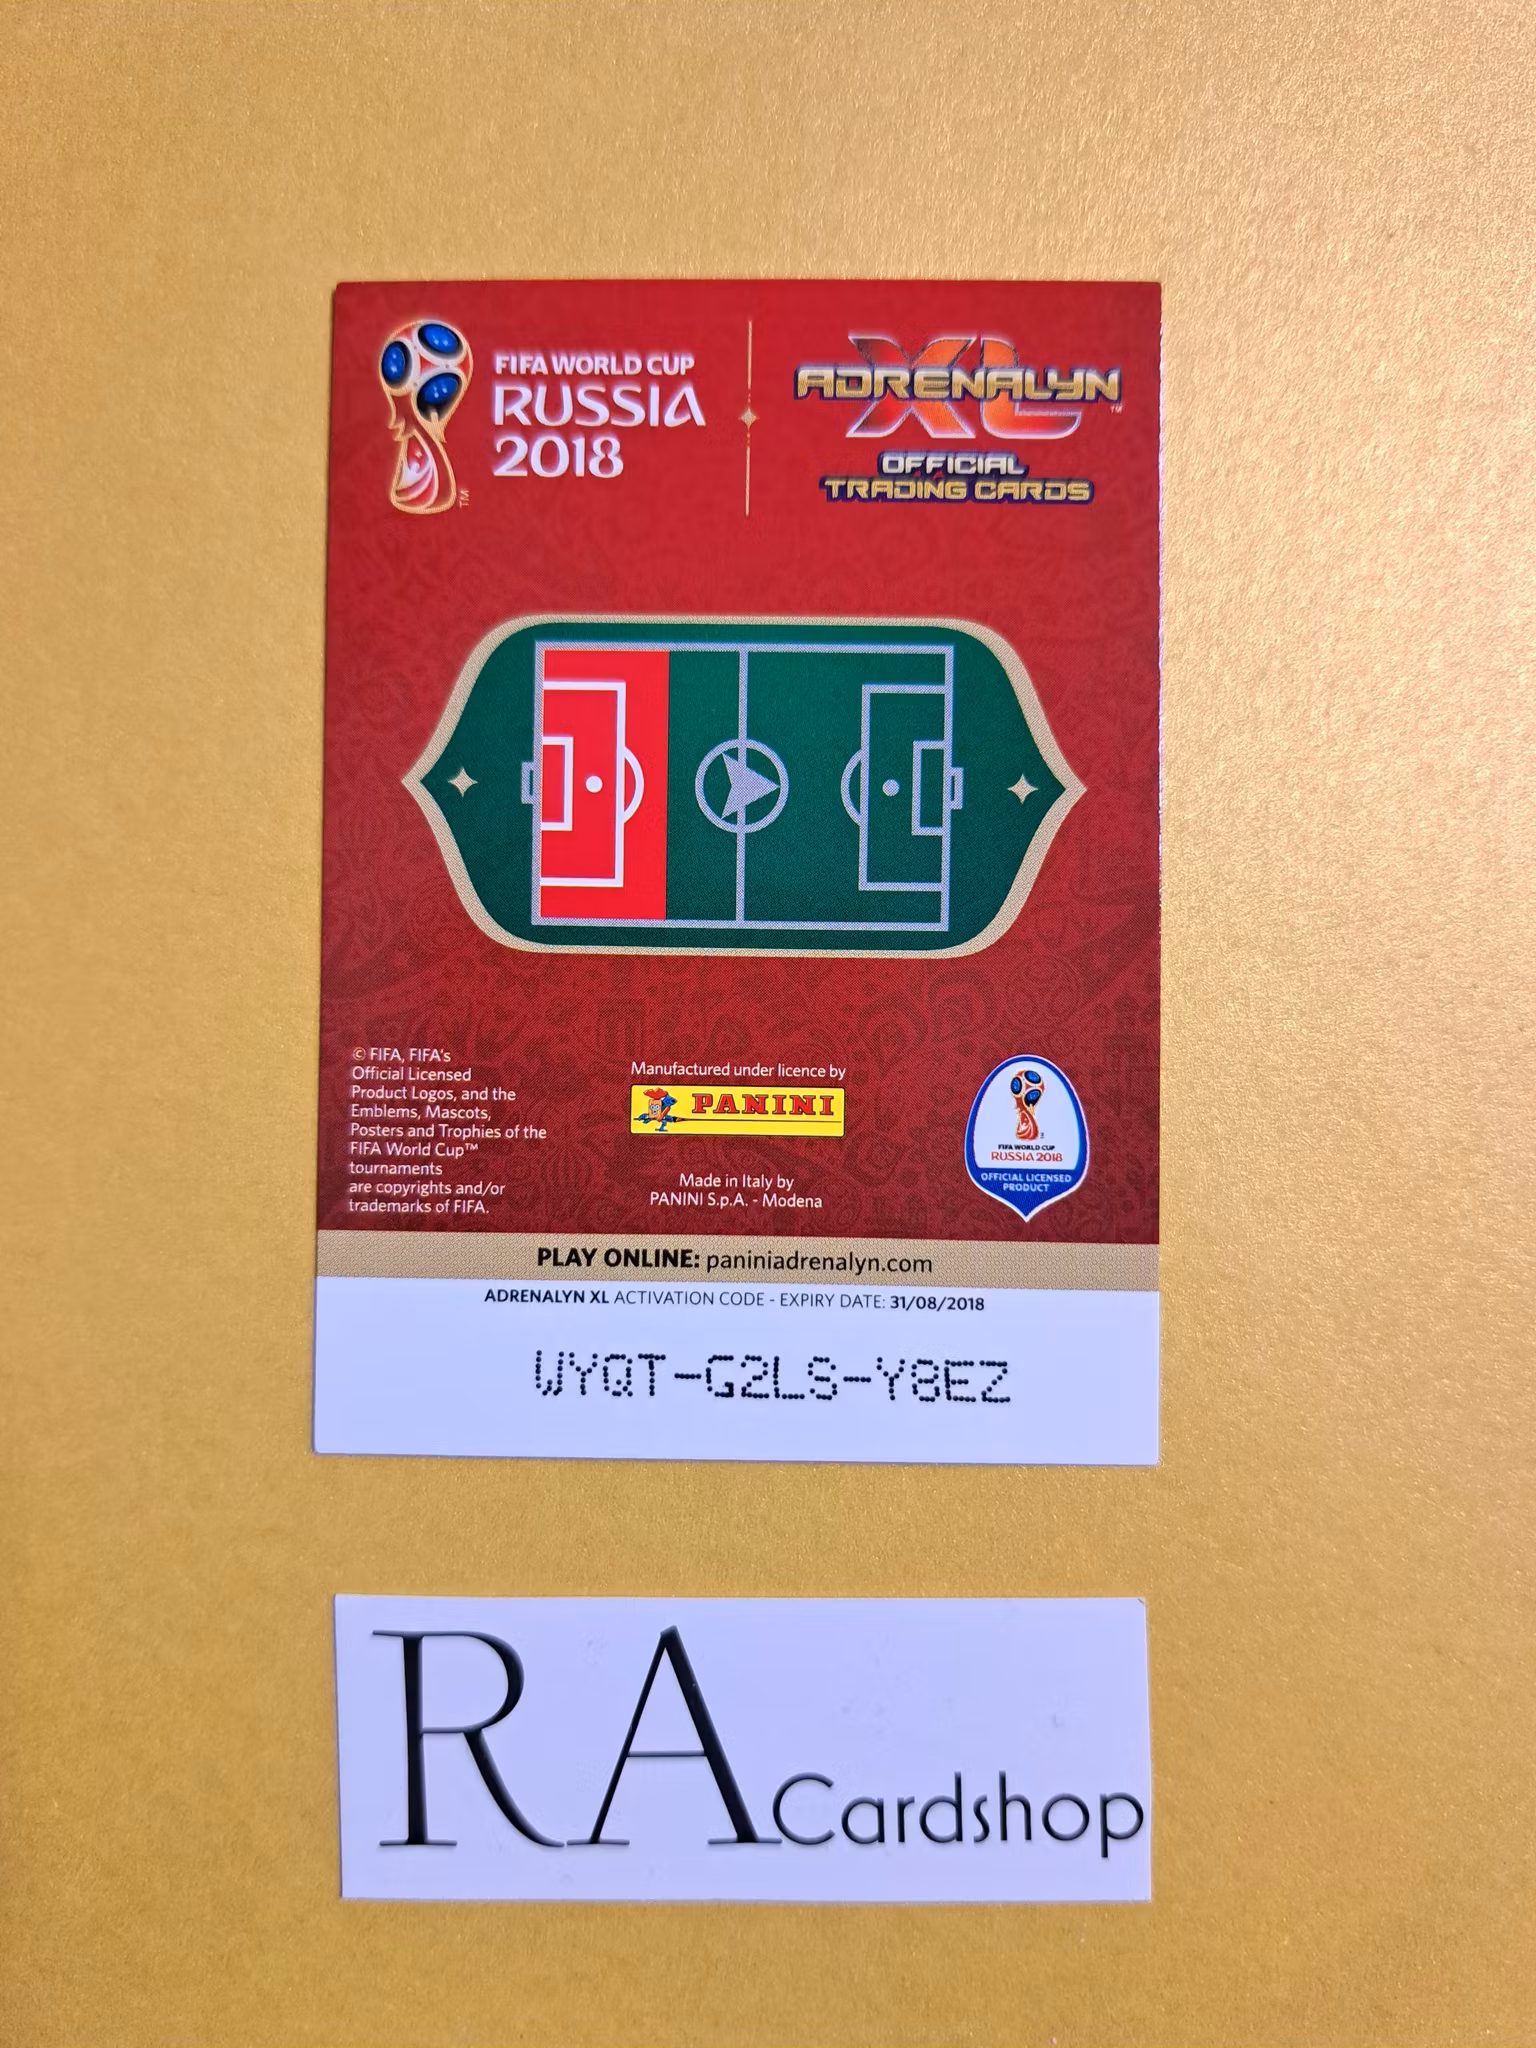 FIFA WORLD CUP
RUSSIA
2018
TM
ADRENALYN
XL
TM
OFFICIAL
TRADING CARDS
© FIFA, FIFA's
Official Licensed
Product Logos, and the
Emblems, Mascots,
Posters and Trophies of the
FIFA World Cup™
tournaments
are copyrights and/or
trademarks of FIFA.
Manufactured under licence by
PANINI
Made in Italy by
PANINI S.p.A. - Modena
FIFA WORLD CUP
RUSSIA 2018
OFFICIAL LICENSED
PRODUCT
PLAY ONLINE: paniniadrenalyn.com
ADRENALYN XL ACTIVATION CODE - EXPIRY DATE: 31/08/2018
WYQT-G2LS-Y8EZ
RA Cardshop